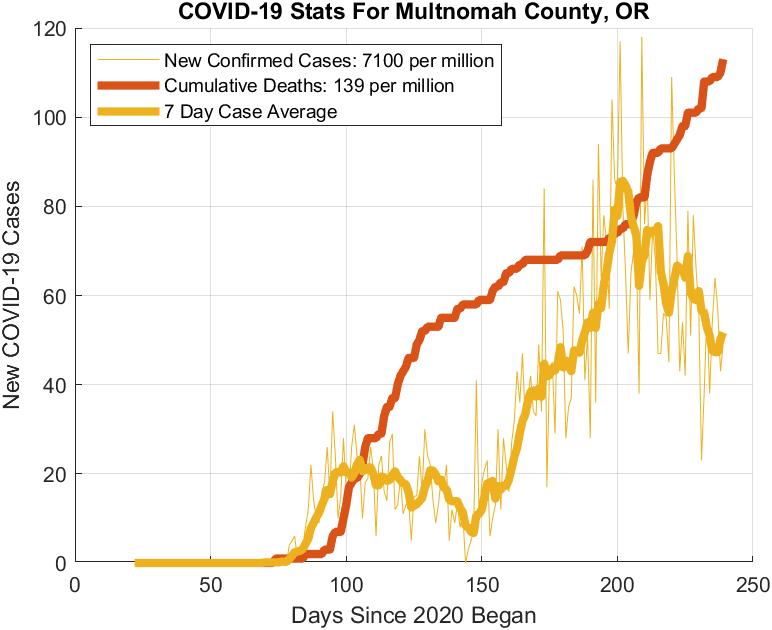 COVID-19 Stats For Multnomah County, OR
New Confirmed Cases: 7100 per million
Cumulative Deaths: 139 per million
7 Day Case Average
New COVID-19 Cases
120
100
80
60
40
20
0
0 50 100 150 200 250
Days Since 2020 Began